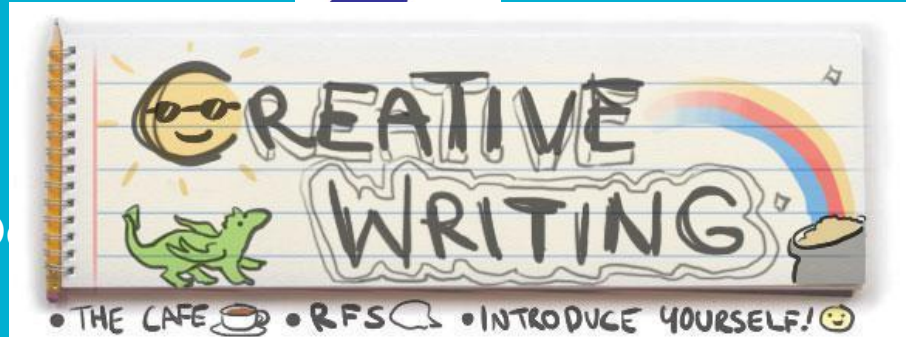 CREATIVE
WRITING
• THE CAFE • RFS • INTRODUCE YOURSELF!